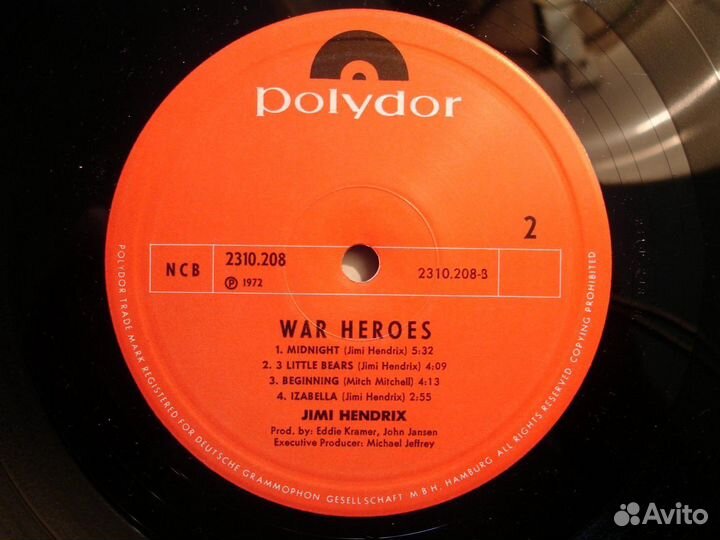 polydor
2
NCB
2310.208
Ⓟ 1972
2310.208-B
WAR HEROES
1. MIDNIGHT (Jimi Hendrix) 5:32
2. 3 LITTLE BEARS (Jimi Hendrix) 4:09
3. BEGINNING (Mitch Mitchell) 4:13
4. IZABELLA (Jimi Hendrix) 2:55
JIMI HENDRIX
Prod. by: Eddie Kramer, John Jansen
Executive Producer: Michael Jeffrey
POLYDOR TRADE MARK REGISTERED FOR DEUTSCHE GRAMMOPHON GESELLSCHAFT M.B.H. HAMBURG ALL RIGHTS RESERVED. COPYING PROHIBITED
Avito